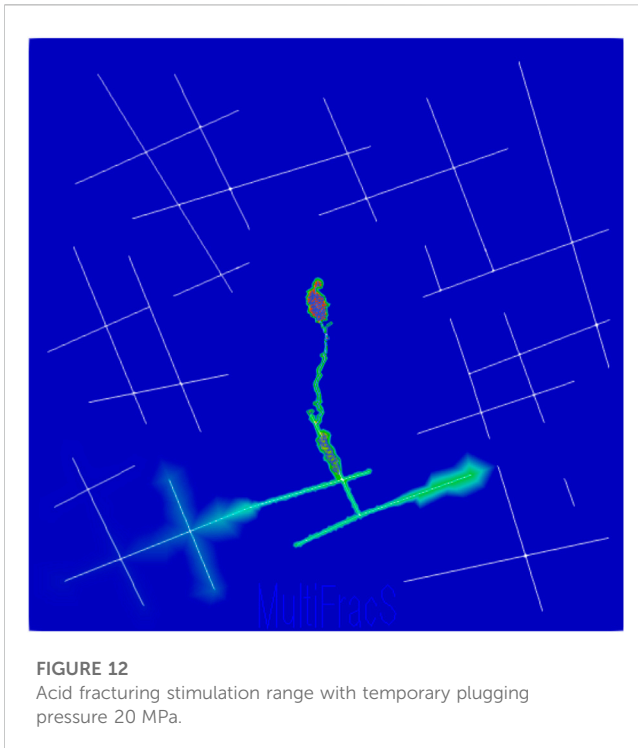 MultiFracS
FIGURE 12
Acid fracturing stimulation range with temporary plugging
pressure 20 MPa.